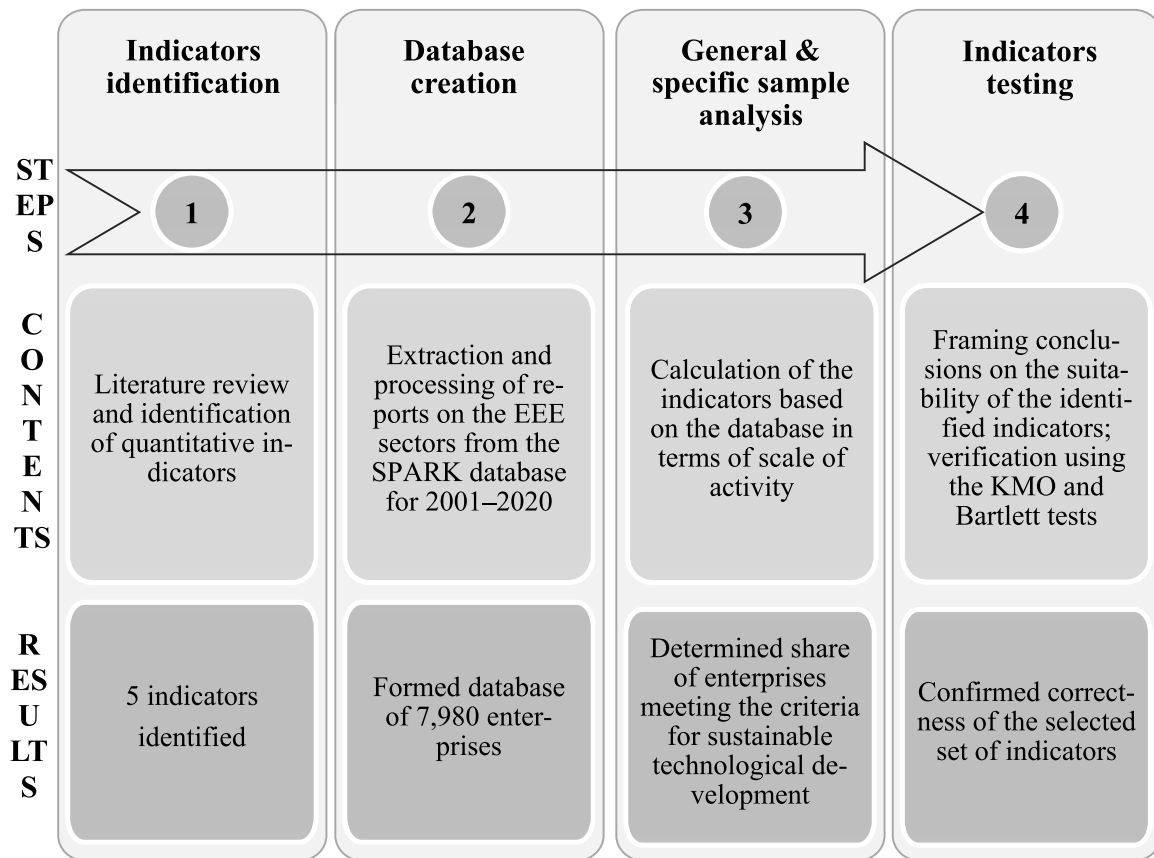 Indicators
identification
Database
creation
General &
specific sample
analysis
Indicators
testing
ST
EP
S
1
2
3
4
C
O
N
T
E
N
TS
Literature review
and identification
of quantitative in-
dicators
Extraction and
processing of re-
ports on the EEE
sectors from the
SPARK database
for 2001–2020
Calculation of the
indicators based
on the database in
terms of scale of
activity
Framing conclu-
sions on the suita-
bility of the identi-
fied indicators;
verification using
the KMO and
Bartlett tests
R
ES
U
LT
S
5 indicators
identified
Formed database
of 7,980 enter-
prises
Determined share
of enterprises
meeting the criteria
for sustainable
technological de-
velopment
Confirmed correct-
ness of the selected
set of indicators